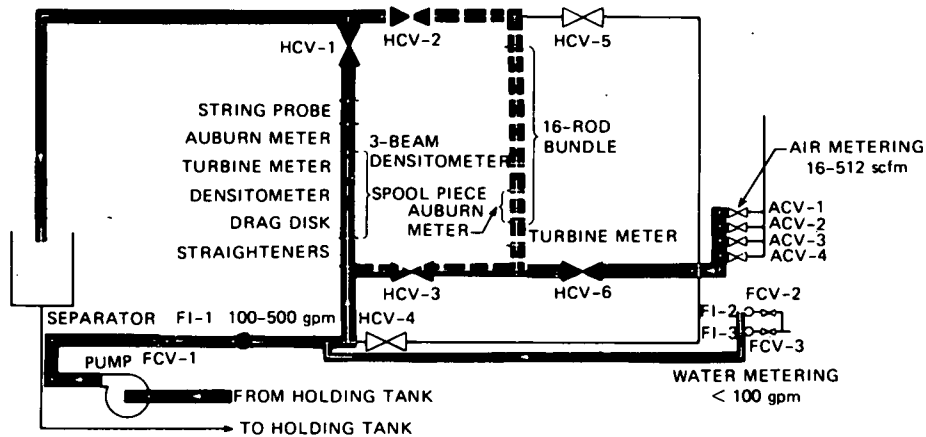 HCV-1
HCV-2
HCV-5
STRING PROBE
AUBURN METER
TURBINE METER
DENSITOMETER
DRAG DISK
STRAIGHTENERS
3-BEAM
DENSITOMETER
SPOOL PIECE
AUBURN
METER
16-ROD
BUNDLE
TURBINE METER
AIR METERING
16-512 scfm
ACV-1
ACV-2
ACV-3
ACV-4
HCV-3
HCV-6
SEPARATOR
FI-1 100-500 gpm
HCV-4
FI-2
FCV-2
FI-3
FCV-3
PUMP
FCV-1
WATER METERING
< 100 gpm
FROM HOLDING TANK
TO HOLDING TANK